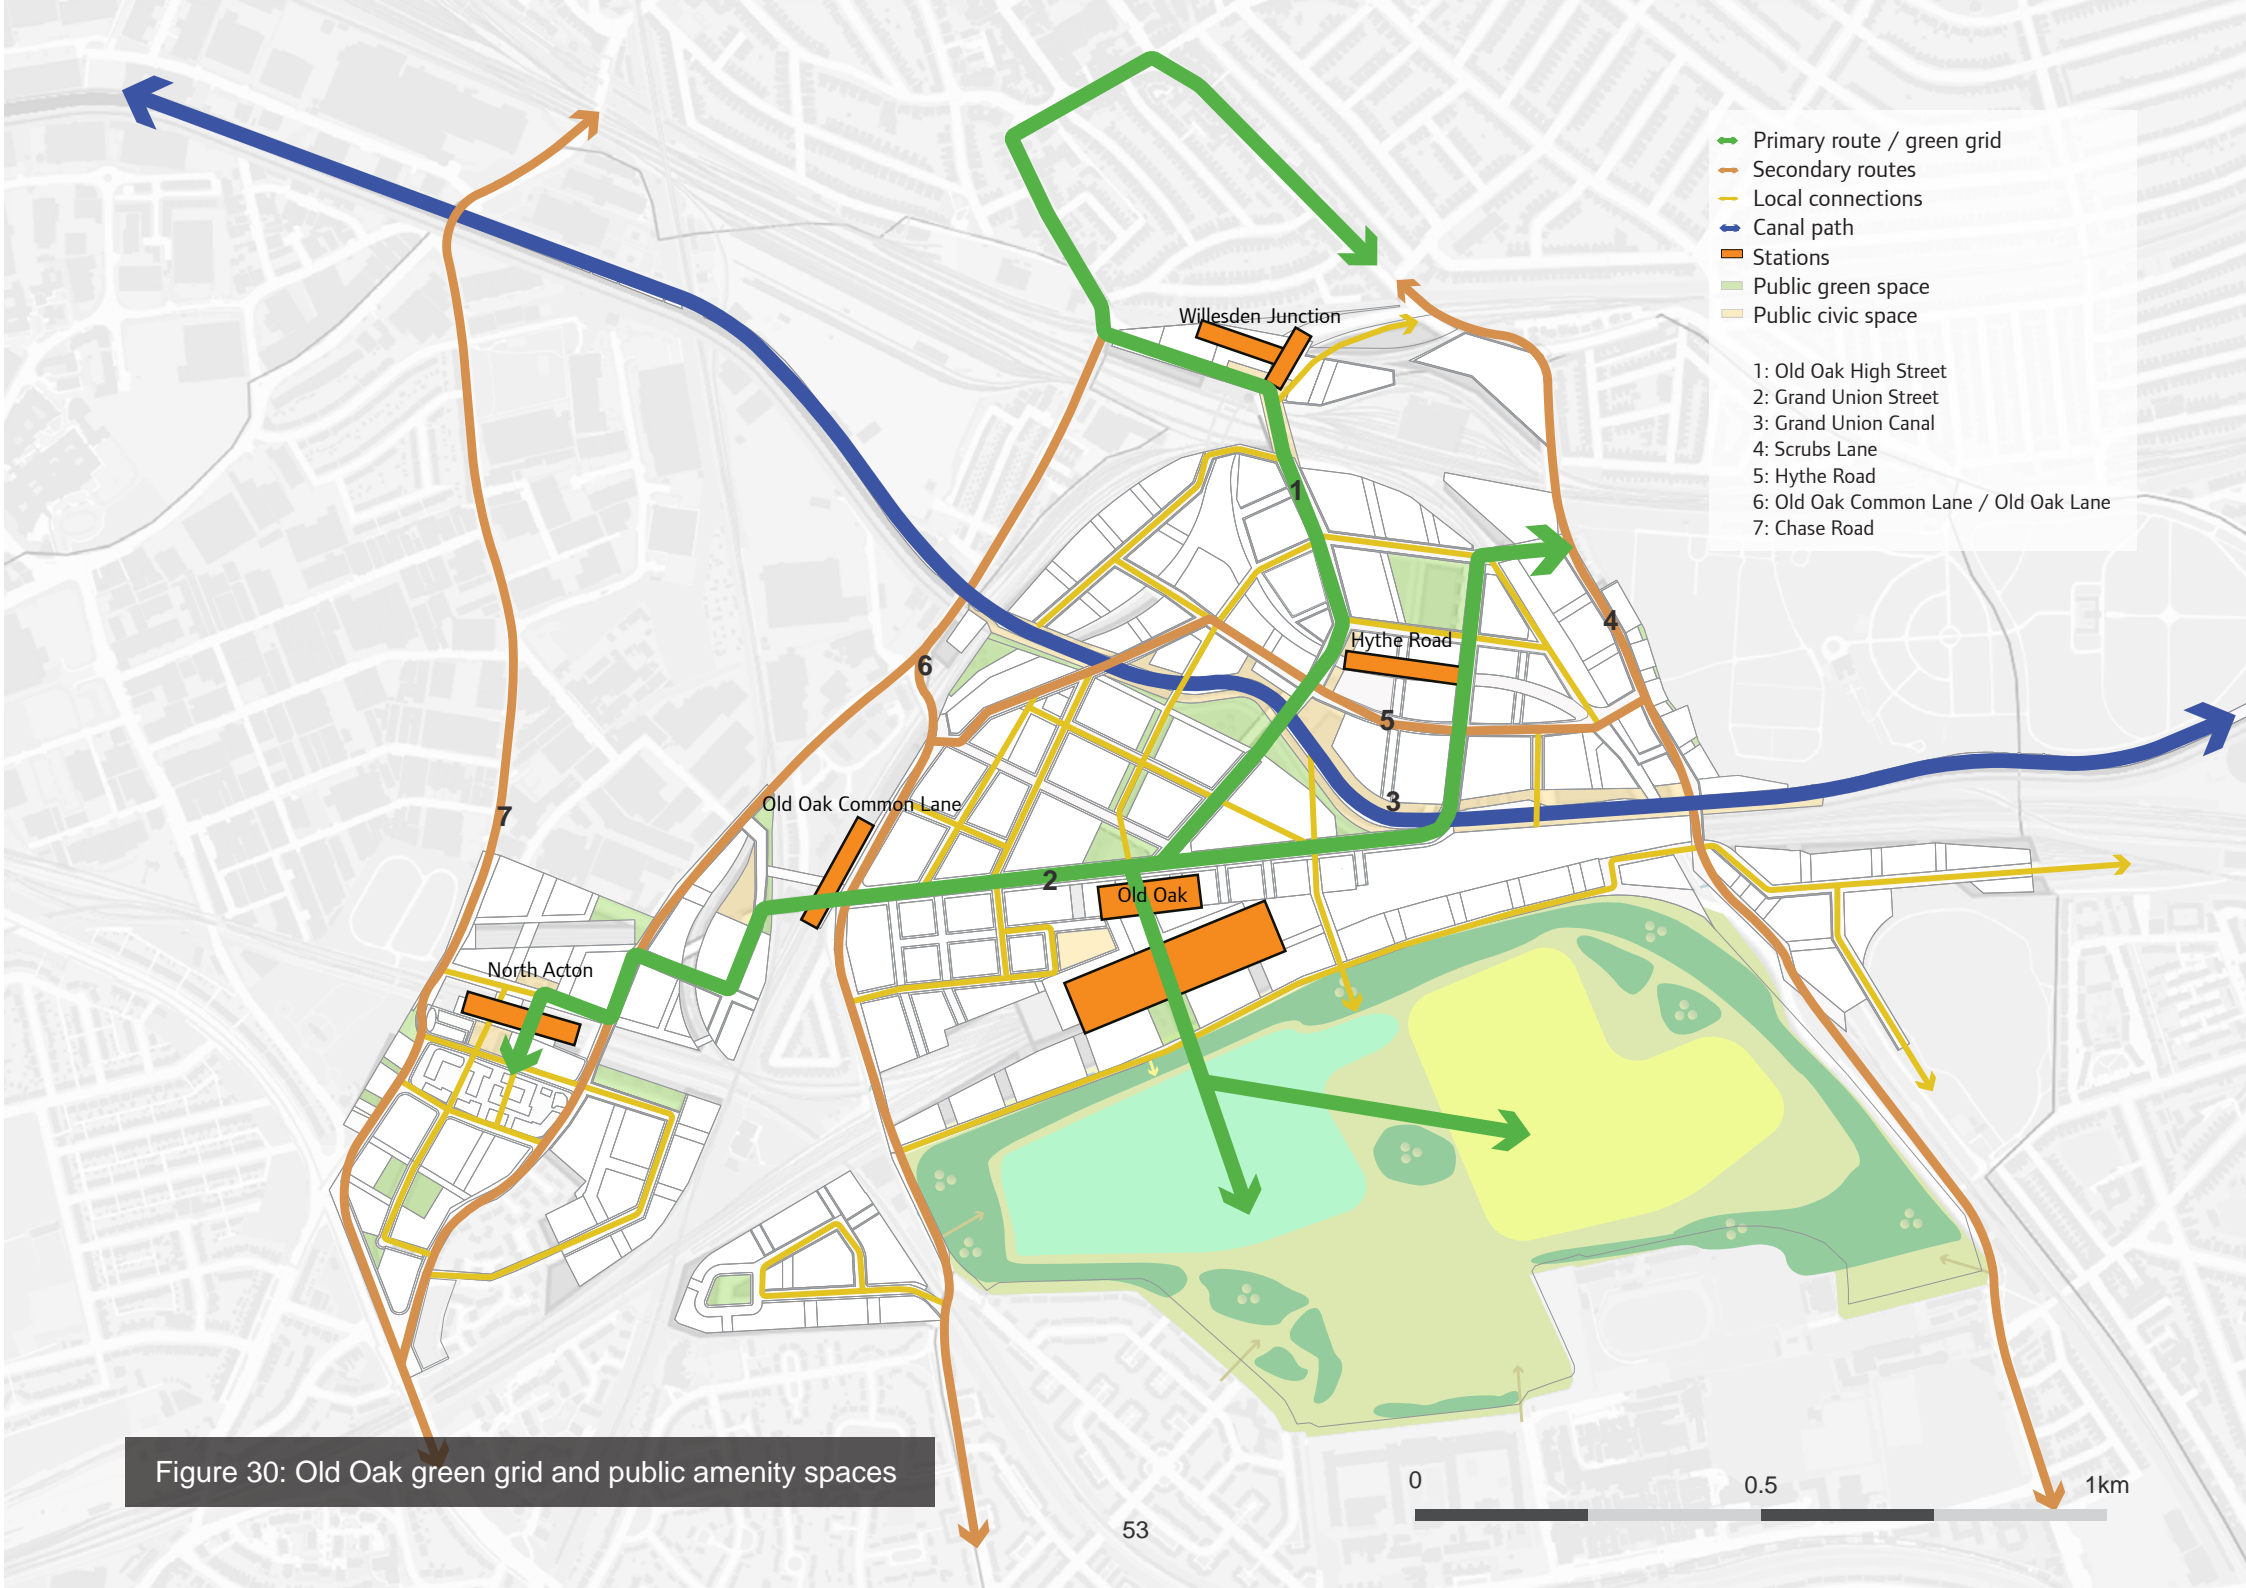 Primary route / green grid
Secondary routes
Local connections
Canal path
Stations
Public green space
Public civic space
1: Old Oak High Street
2: Grand Union Street
3: Grand Union Canal
4: Scrubs Lane
5: Hythe Road
6: Old Oak Common Lane / Old Oak Lane
7: Chase Road
Willesden Junction
1
4
Hythe Road
6
5
3
Old Oak Common Lane
7
2
Old Oak
North Acton
Figure 30: Old Oak green grid and public amenity spaces
0
0.5
1km
53